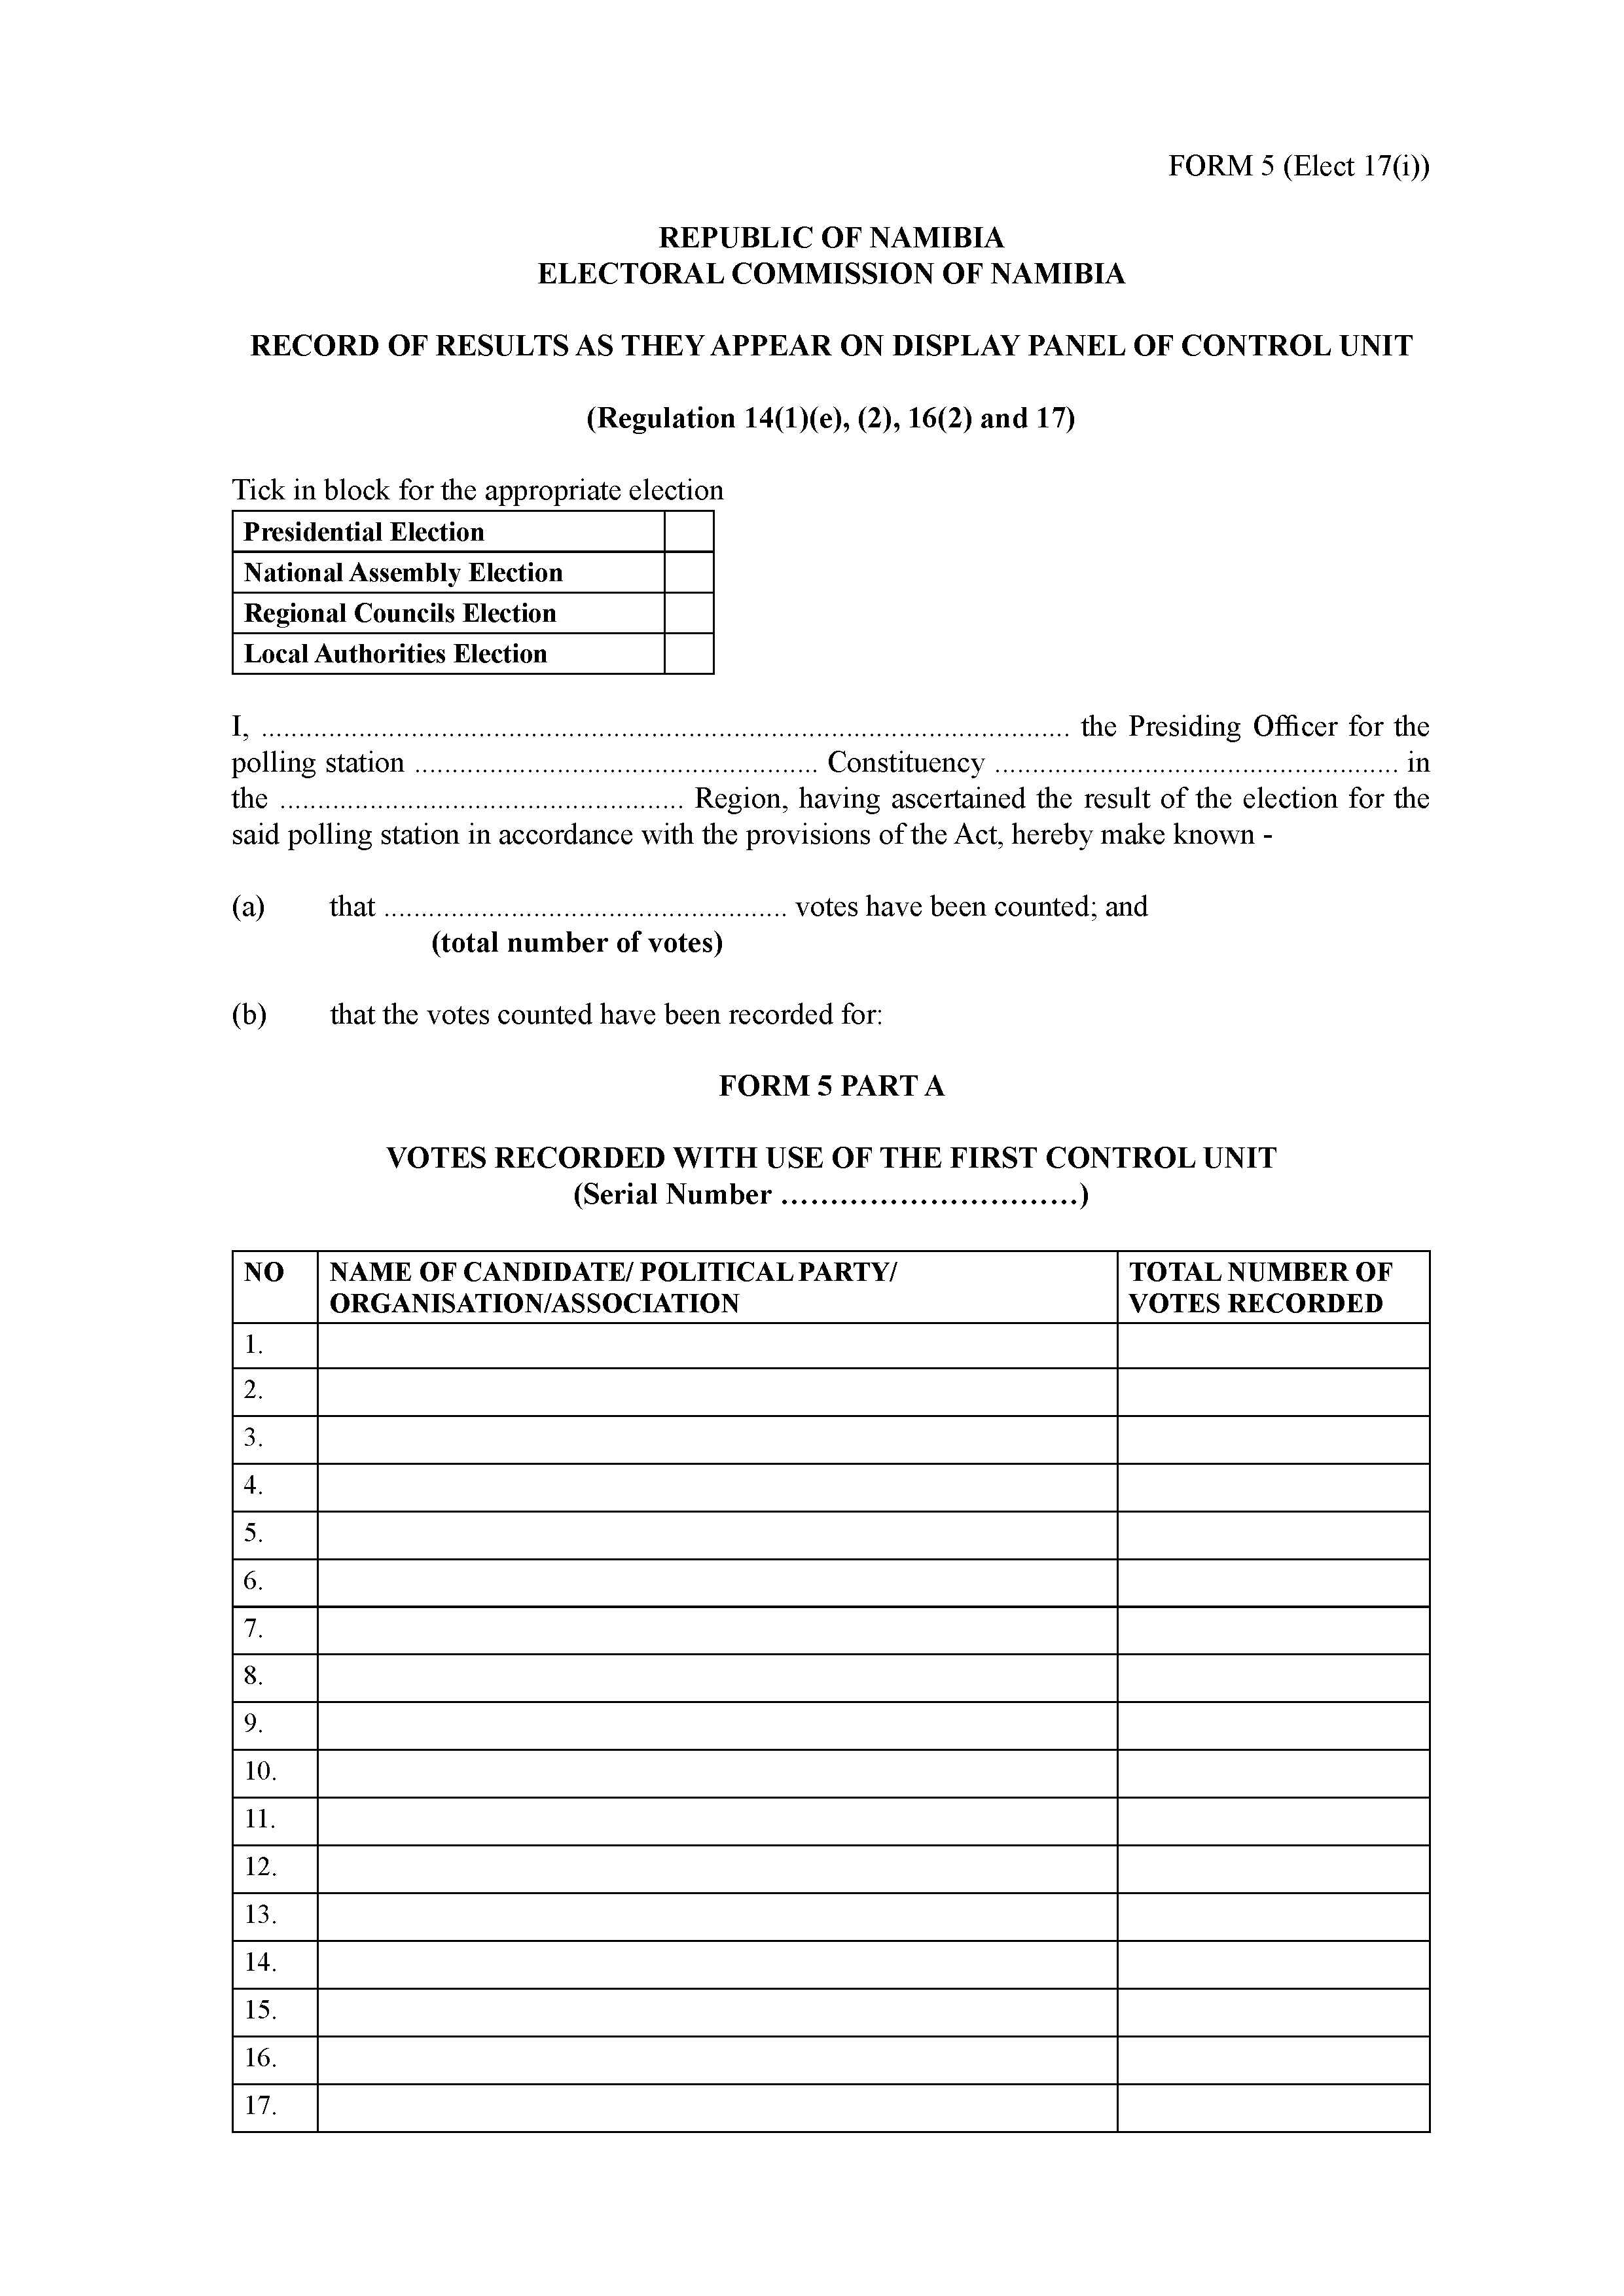 FORM 5 (Elect 17(i))
REPUBLIC OF NAMIBIA
ELECTORAL COMMISSION OF NAMIBIA
RECORD OF RESULTS AS THEY APPEAR ON DISPLAY PANEL OF CONTROL UNIT
(Regulation 14(1)(e), (2), 16(2) and 17)
Tick in block for the appropriate election
Presidential Election
National Assembly Election
Regional Councils Election
Local Authorities Election
I, ............................................................................................................ the Presiding Officer for the
polling station ...................................................... Constituency ...................................................... in
the ...................................................... Region, having ascertained the result of the election for the
said polling station in accordance with the provisions of the Act, hereby make known -
(a) that ...................................................... votes have been counted; and
(total number of votes)
(b) that the votes counted have been recorded for:
FORM 5 PART A
VOTES RECORDED WITH USE OF THE FIRST CONTROL UNIT
(Serial Number ..............................)
NO NAME OF CANDIDATE/ POLITICAL PARTY/ TOTAL NUMBER OF
ORGANISATION/ASSOCIATION VOTES RECORDED
1.
2.
3.
4.
5.
6.
7.
8.
9.
10.
11.
12.
13.
14.
15.
16.
17.